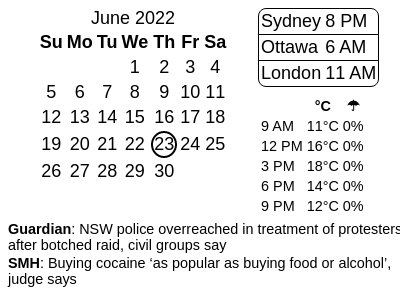 June 2022
Su Mo Tu We Th Fr Sa
1 2 3 4
5 6 7 8 9 10 11
12 13 14 15 16 17 18
19 20 21 22 23 24 25
26 27 28 29 30
Sydney 8 PM
Ottawa 6 AM
London 11 AM
°C ☂
9 AM 11°C 0%
12 PM 16°C 0%
3 PM 18°C 0%
6 PM 14°C 0%
9 PM 12°C 0%
Guardian: NSW police overreached in treatment of protesters
after botched raid, civil groups say
SMH: Buying cocaine ‘as popular as buying food or alcohol’,
judge says